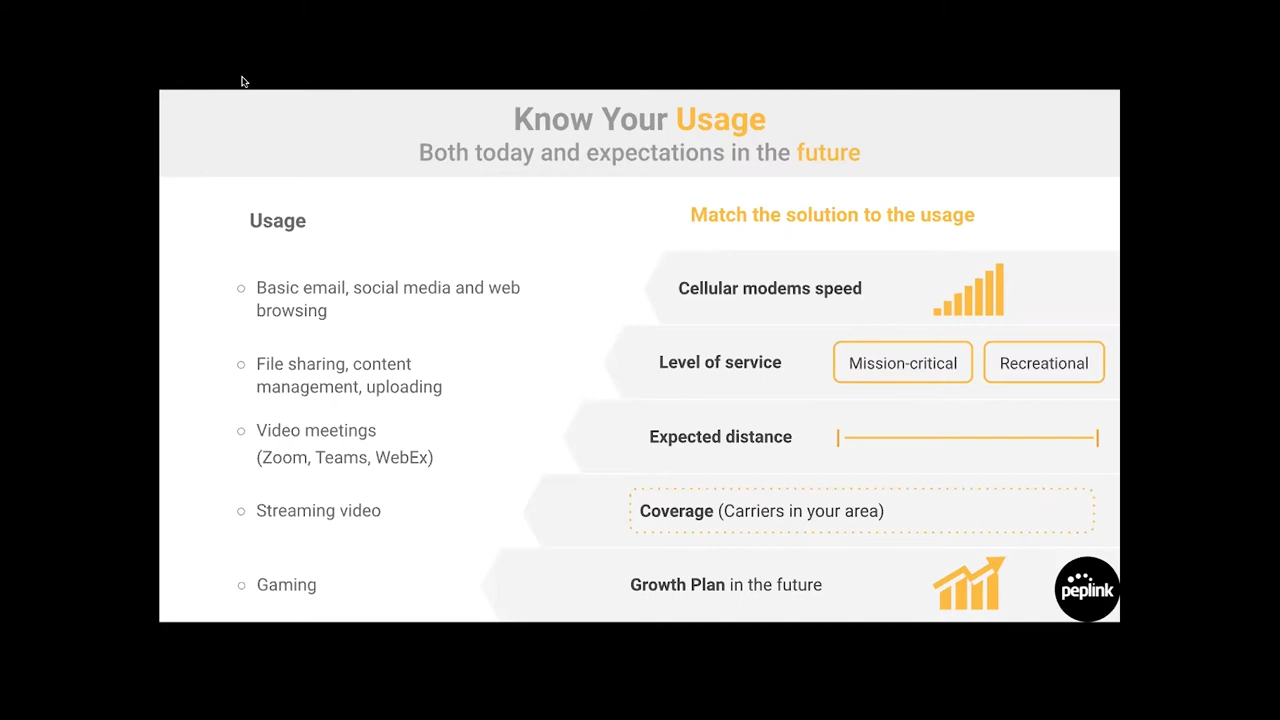 Know Your Usage
Both today and expectations in the future
Usage
Basic email, social media and web
browsing
File sharing, content
management, uploading
Video meetings
(Zoom, Teams, WebEx)
Streaming video
Gaming
Match the solution to the usage
Cellular modems speed
Level of service
Mission-critical
Recreational
Expected distance
Coverage (Carriers in your area)
Growth Plan in the future
peplink